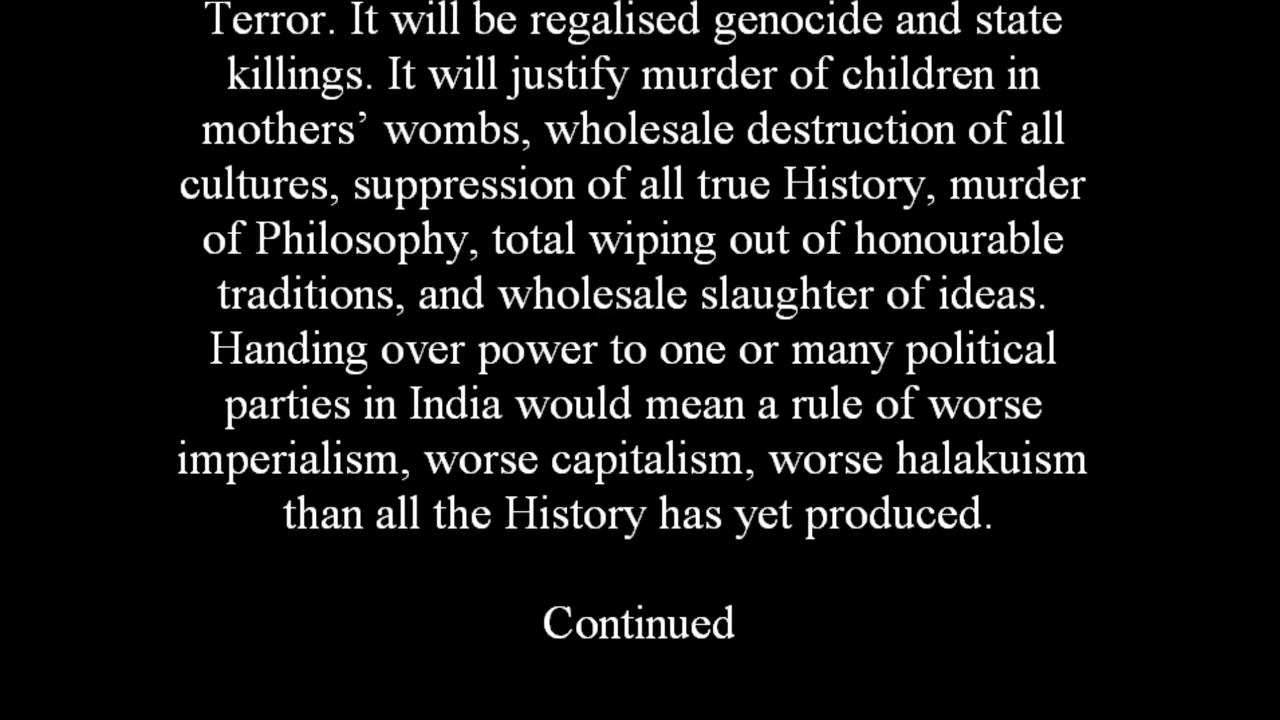 Terror. It will be regalised genocide and state
killings. It will justify murder of children in
mothers’ wombs, wholesale destruction of all
cultures, suppression of all true History, murder
of Philosophy, total wiping out of honourable
traditions, and wholesale slaughter of ideas.
Handing over power to one or many political
parties in India would mean a rule of worse
imperialism, worse capitalism, worse halakuism
than all the History has yet produced.
Continued